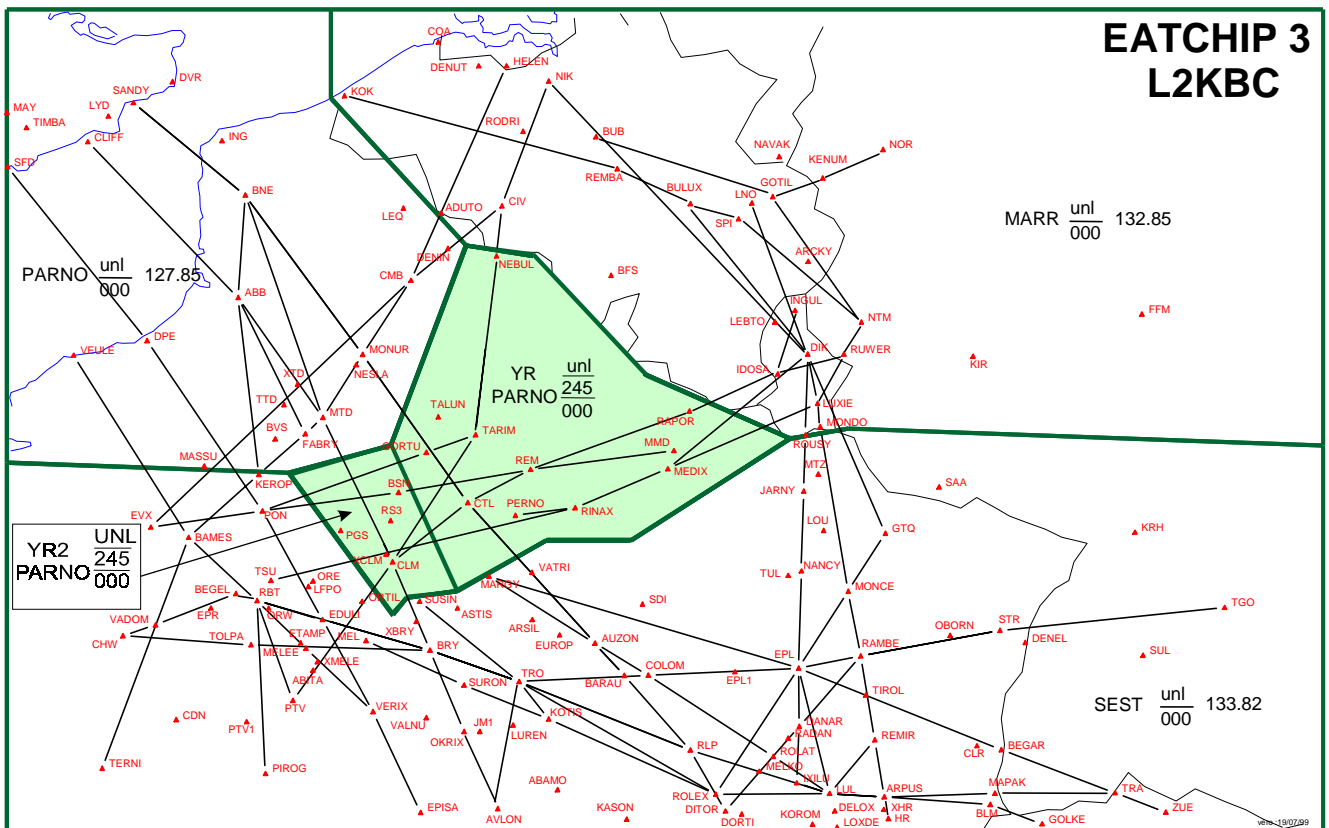 EATCHIP 3
L2KBC
COA
DENUT
HELEN
NIK
DVR
SANDY
KOK
MAY
LYD
TIMBA
CLIFF
ING
RODRI
BUB
NAVAK
NOR
SFD
REMBA
KENUM
BNE
BULUX
LNO
GOTIL
LEQ
ADUTO
CIV
SPI
MARR unl 132.85
000
DENIN
NEBUL
ARCKY
PARNO unl 127.85
000
CMB
BFS
ABB
INGUL
LEBTO
NTM
FFM
DPE
VEULE
MONUR
NESLA
DIK
RUWER
KIR
YR unl
PARNO 245
000
IDOSA
XTD
TTD
MTD
TALUN
RAPOR
LUXIE
MONDO
BVS
FABRY
TARIM
ROUSY
GORTU
MMD
MASSU
KEROP
REM
MEDIX
MTZ
BSN
JARNY
SAA
EVX
PON
RS3
CTL
PERNO
RINAX
LOU
GTQ
KRH
BAMES
PGS
YR2 UNL
PARNO 245
000
XCLM
CLM
TSU
ORE
LFPO
MANGY
VATRI
TUL
NANCY
BEGEL
RBT
ORTIL
SUSIN
ASTIS
SDI
MONCE
EPR
ORW
VADOM
EDULI
XBRY
ARSIL
TGO
CHW
TOLPA
ETAMP
MEL
EUROP
OBORN
STR
MELEE
BRY
AUZON
RAMBE
DENEL
XMELE
SUL
ABITA
SURON
TRO
BARAU
COLOM
EPL1
EPL
PTV
TIROL
VERIX
SEST unl 133.82
000
CDN
PTV1
VALNU
KOTIS
JM1
LUREN
OKRIX
DANAR
RADAN
REMIR
RLP
ROLAT
CLR
BEGAR
TERNI
PIROG
MELKO
IXILU
ABAMO
ROLEX
LUL
ARPUS
MAPAK
TRA
EPISA
AVLON
KASON
DITOR
DORTI
KOROM
DELOX
XHR
LOXDE
HR
BLM
GOLKE
ZUE